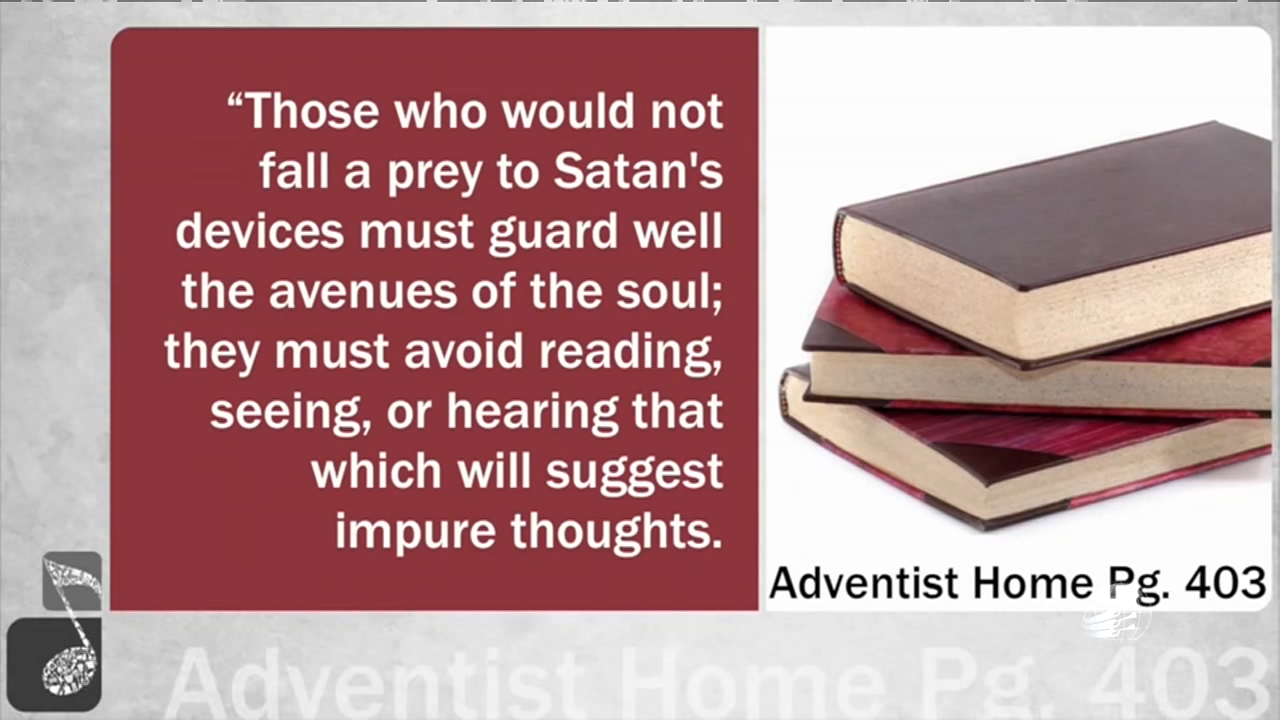 “Those who would not
fall a prey to Satan's
devices must guard well
the avenues of the soul;
they must avoid reading,
seeing, or hearing that
which will suggest
impure thoughts.
Adventist Home Pg. 403
Adventist Home Pg. 403